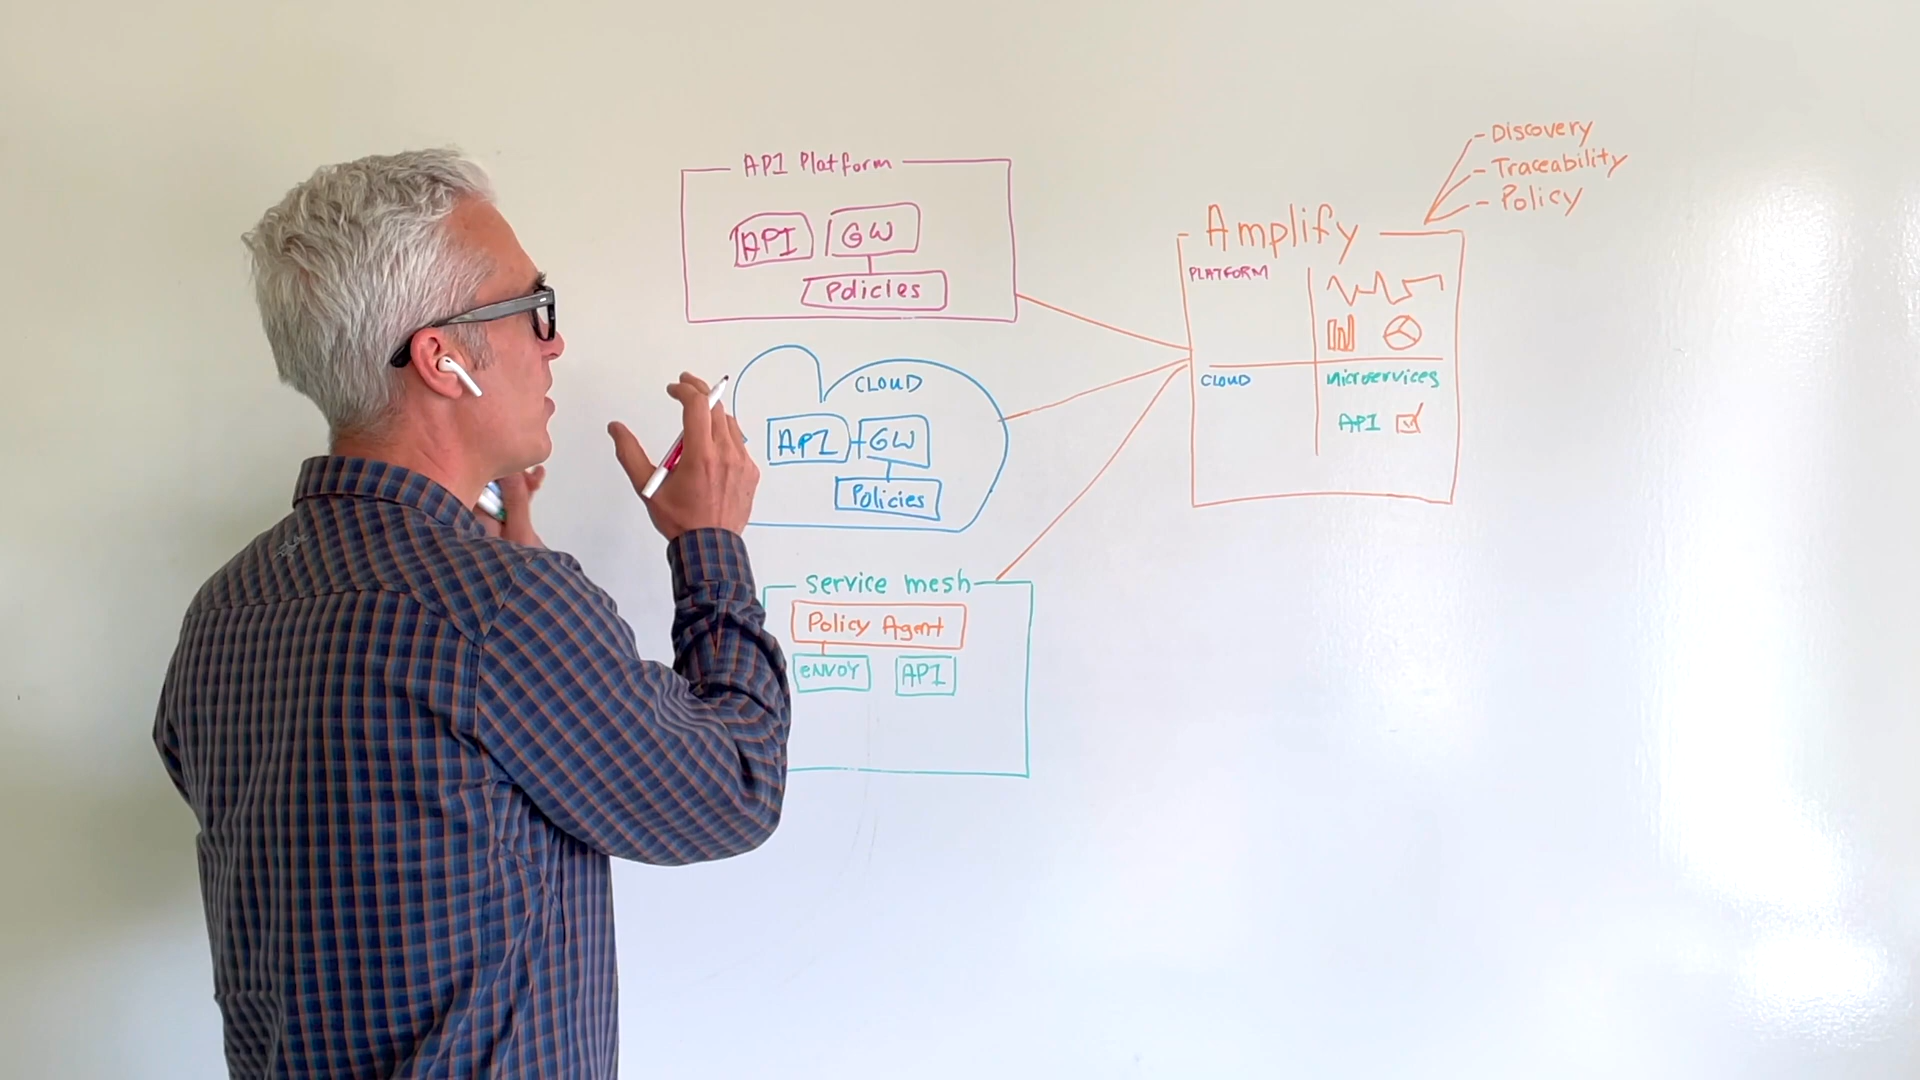 API Platform
API GW
Policies
CLOUD
API GW
Policies
service mesh
Policy Agent
eNVOY API
- Discovery
- Traceability
- Policy
Amplify
PLATFORM
CLOUD
Microservices
API